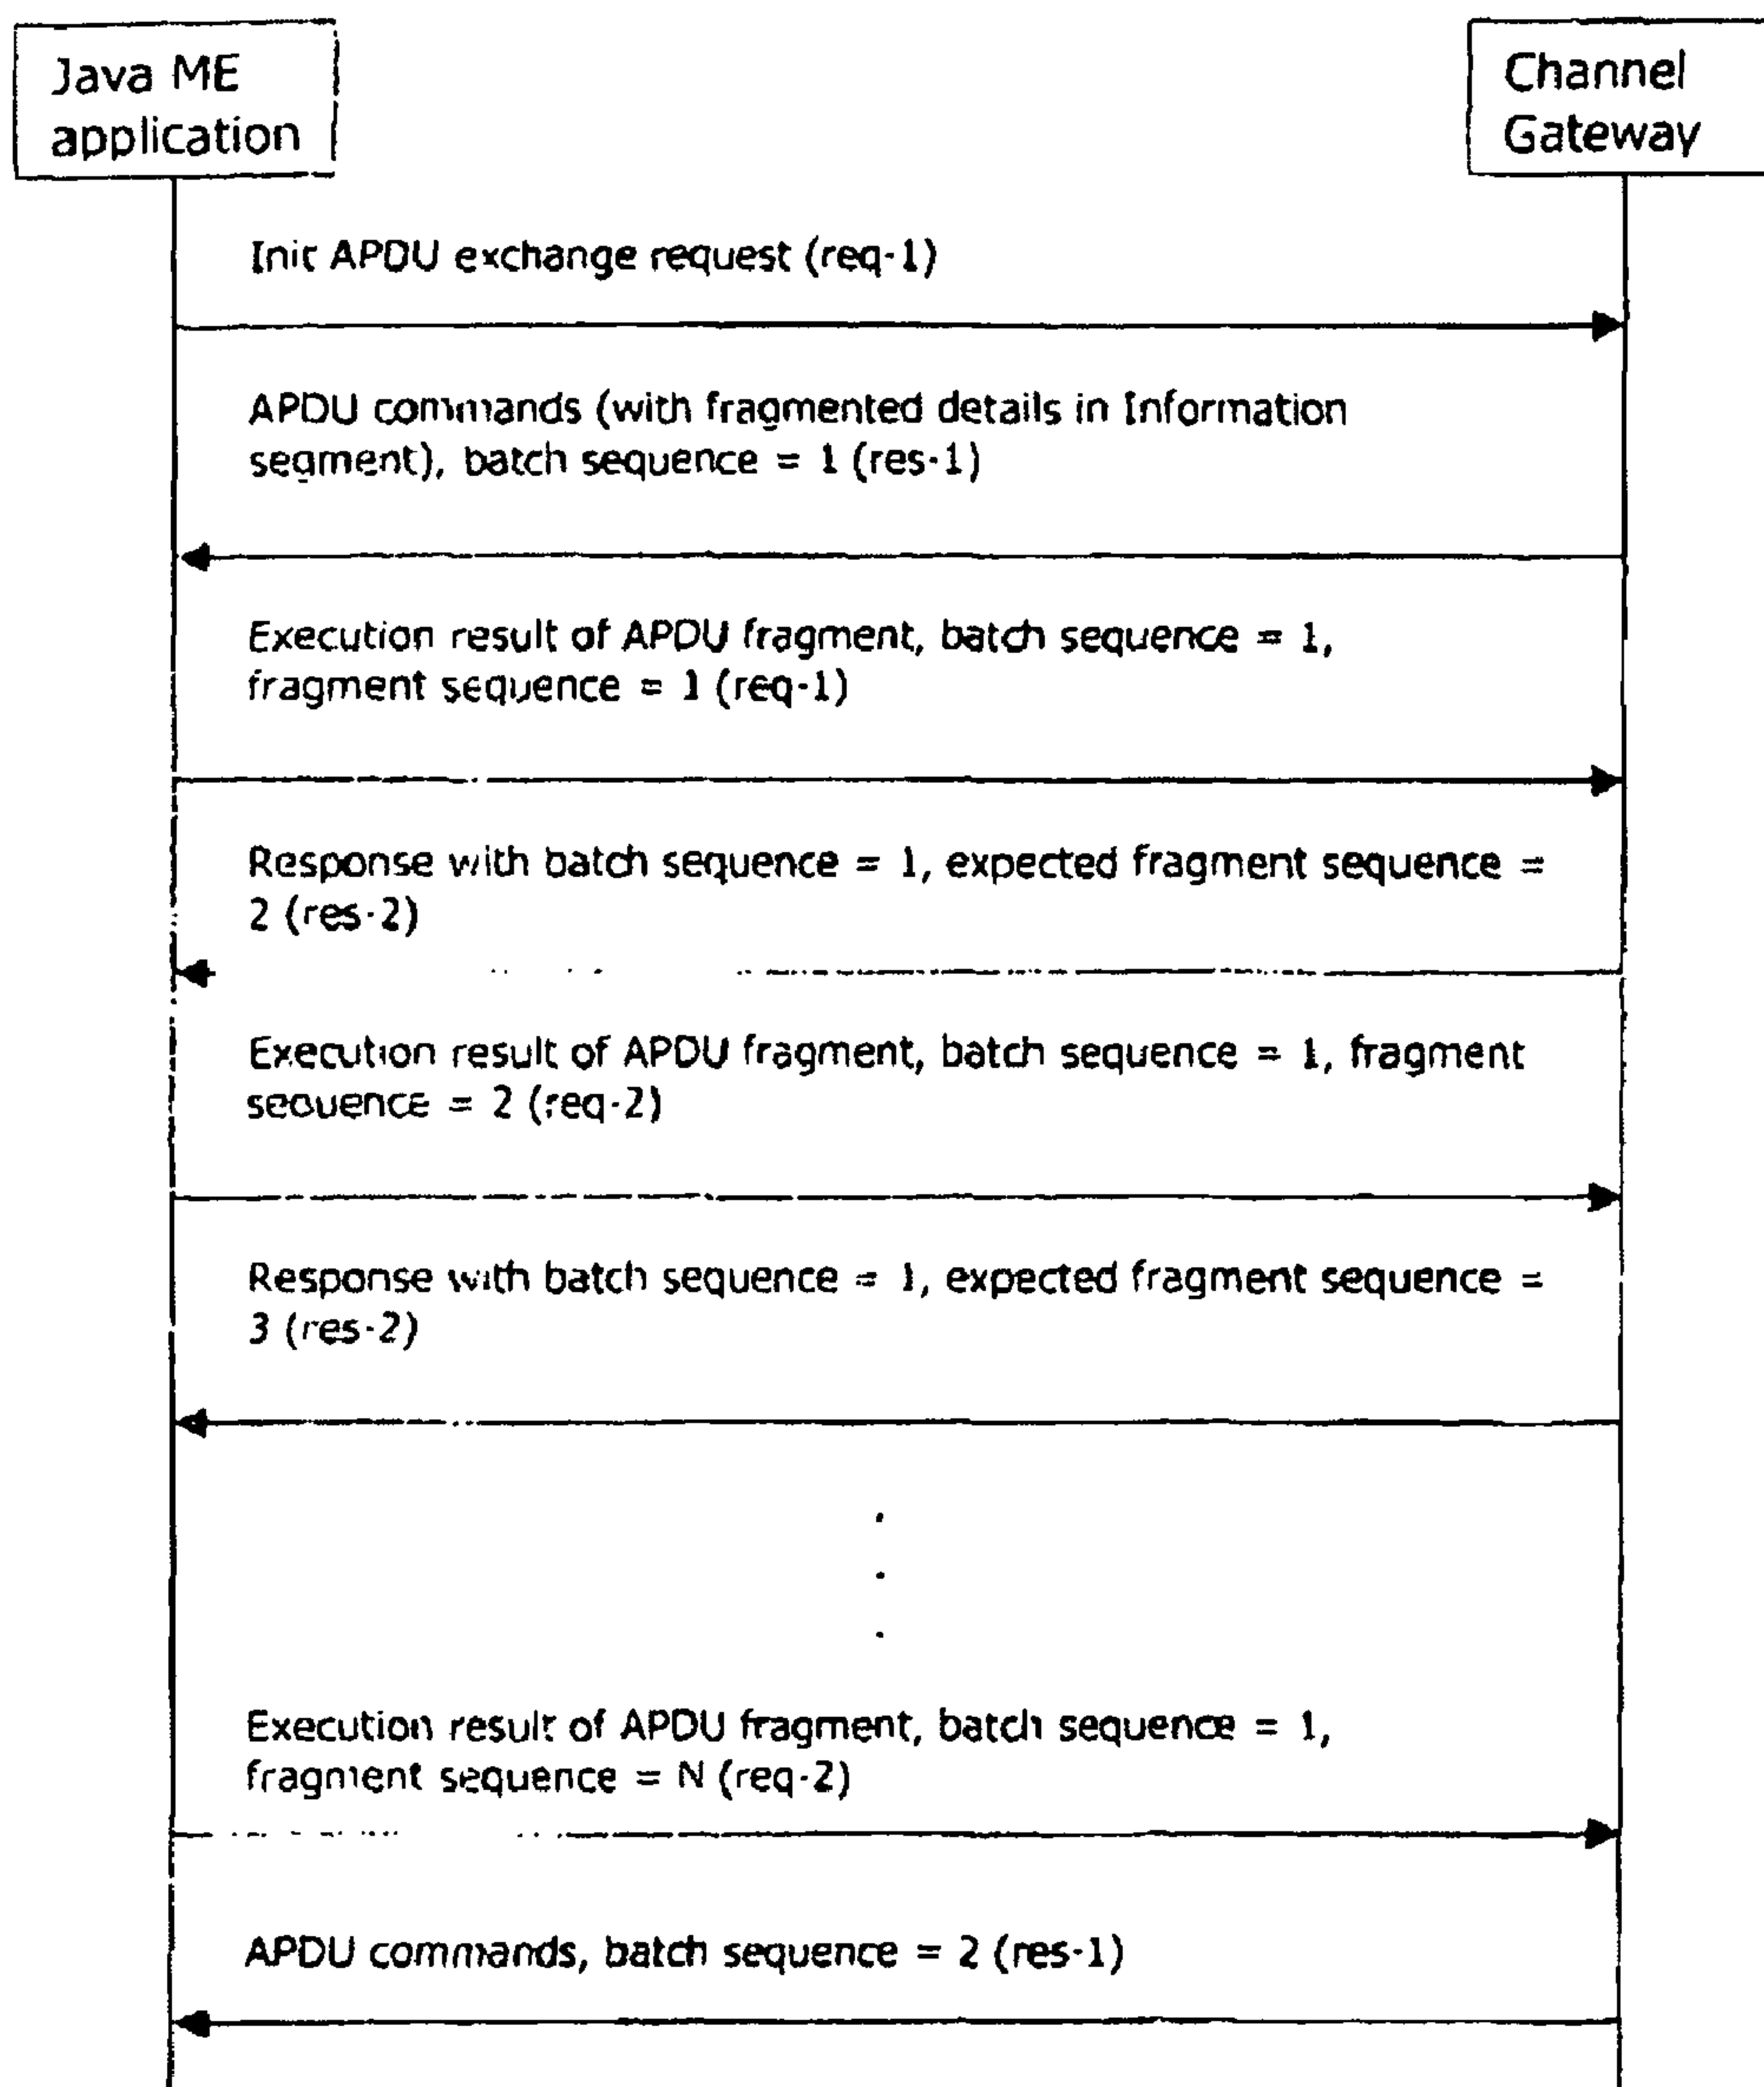 Java ME
application
Channel
Gateway
Init APDU exchange request (req-1)
APDU commands (with fragmented details in Information
segment), batch sequence = 1 (res-1)
Execution result of APDU fragment, batch sequence = 1,
fragment sequence = 1 (req-1)
Response with batch sequence = 1, expected fragment sequence =
2 (res-2)
Execution result of APDU fragment, batch sequence = 1, fragment
sequence = 2 (req-2)
Response with batch sequence = 1, expected fragment sequence =
3 (res-2)
Execution result of APDU fragment, batch sequence = 1,
fragment sequence = N (req-2)
APDU commands, batch sequence = 2 (res-1)